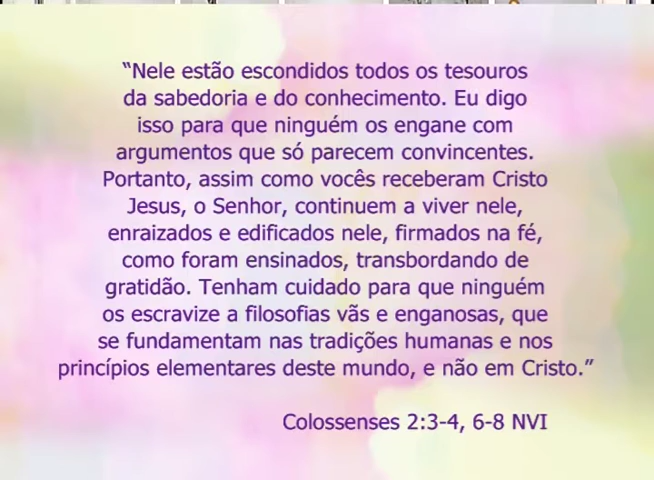 “Nele estão escondidos todos os tesouros
da sabedoria e do conhecimento. Eu digo
isso para que ninguém os engane com
argumentos que só parecem convincentes.
Portanto, assim como vocês receberam Cristo
Jesus, o Senhor, continuem a viver nele,
enraizados e edificados nele, firmados na fé,
como foram ensinados, transbordando de
gratidão. Tenham cuidado para que ninguém
os escravize a filosofias vãs e enganosas, que
se fundamentam nas tradições humanas e nos
princípios elementares deste mundo, e não em Cristo.”
Colossenses 2:3-4, 6-8 NVI